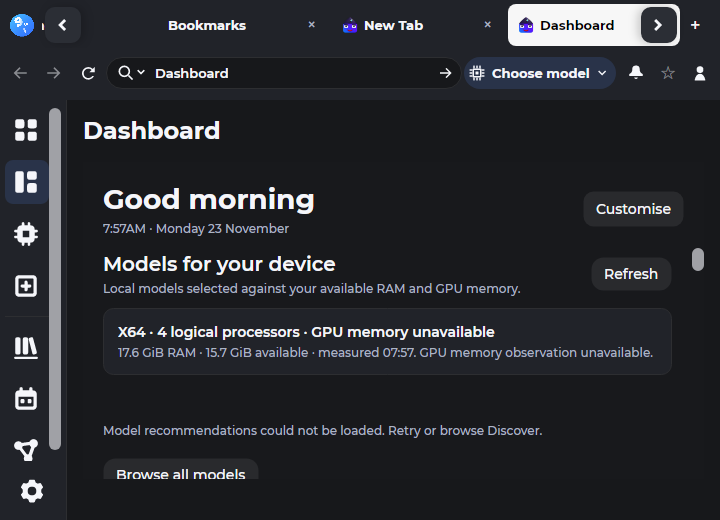 Bookmarks
New Tab
Dashboard
Dashboard
Choose model
Dashboard
Good morning
Customise
7:57AM · Monday 23 November
Models for your device
Refresh
Local models selected against your available RAM and GPU memory.
X64 · 4 logical processors · GPU memory unavailable
17.6 GiB RAM · 15.7 GiB available · measured 07:57. GPU memory observation unavailable.
Model recommendations could not be loaded. Retry or browse Discover.
Browse all models